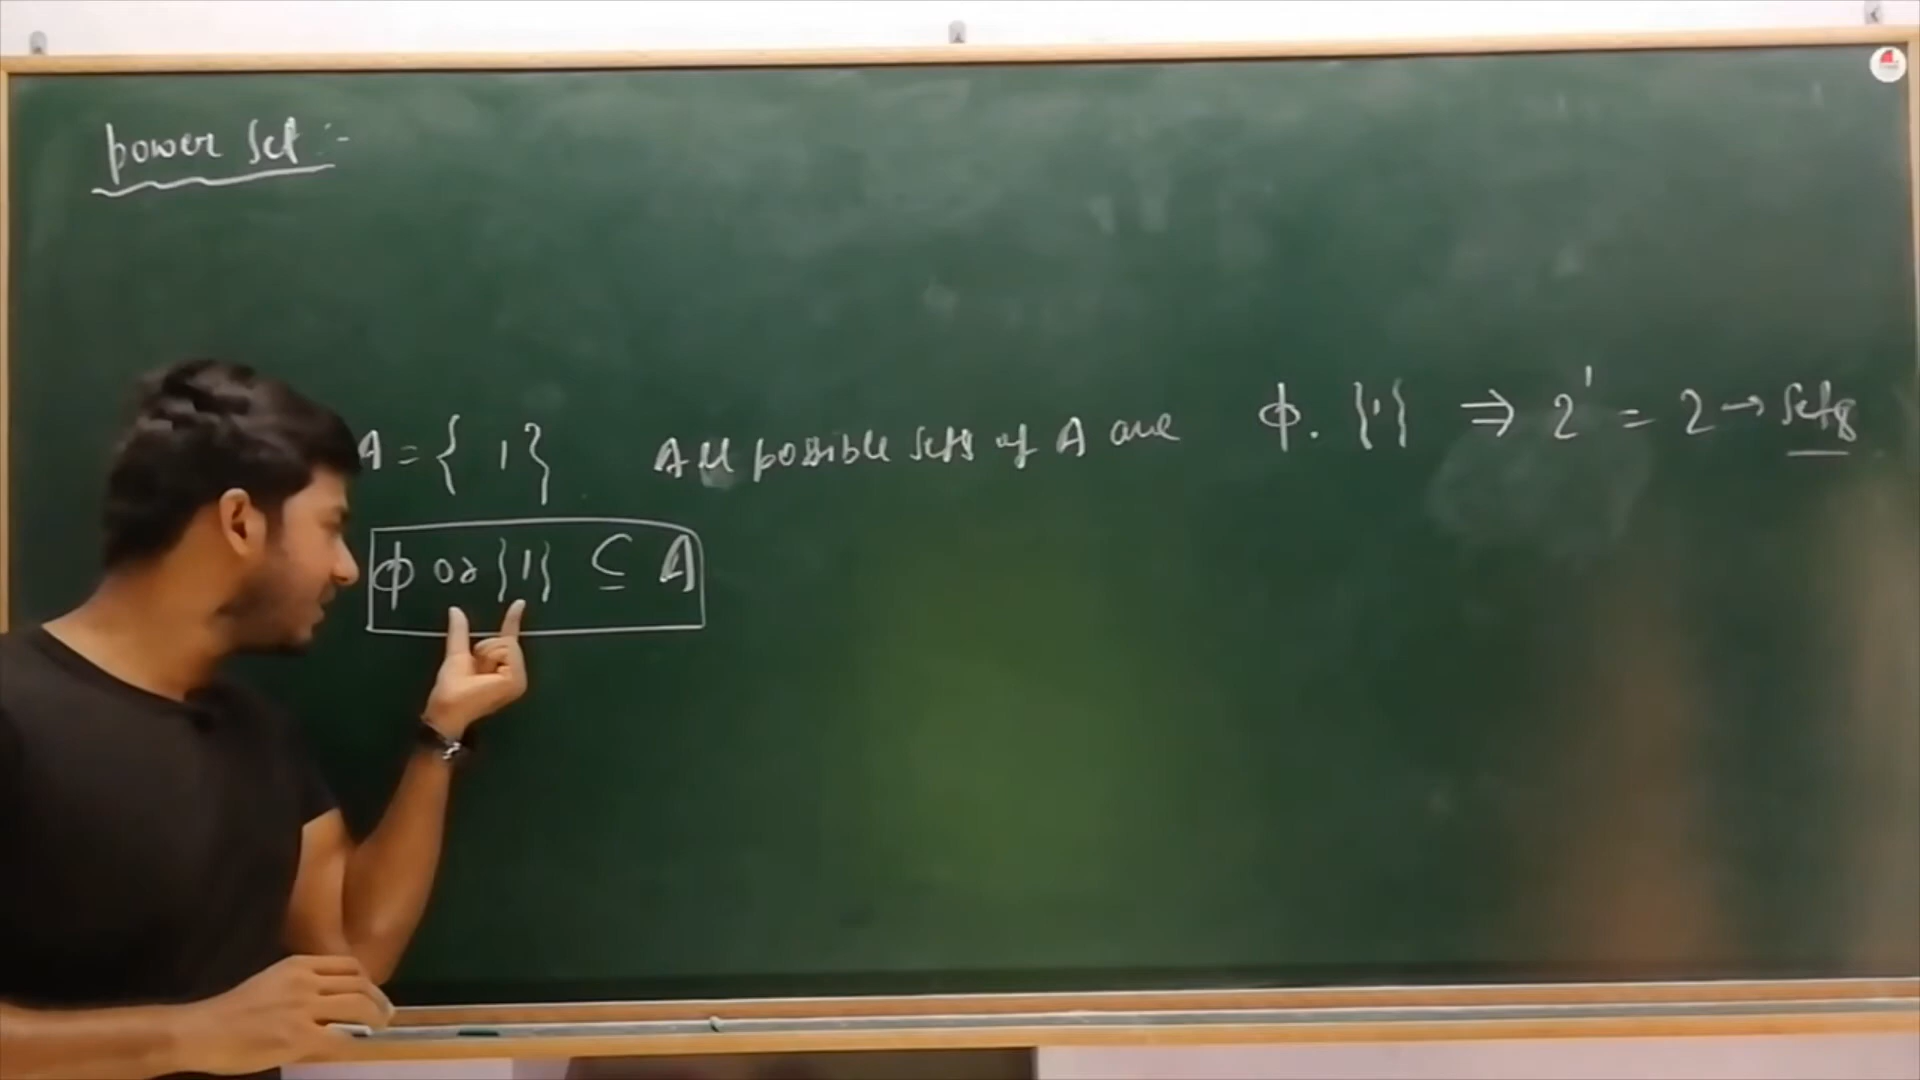 power Set :-
A = { 1 } All possible sets of A are ϕ. {1} ⇒ 2¹ = 2 → Sets
ϕ or {1} ⊆ A